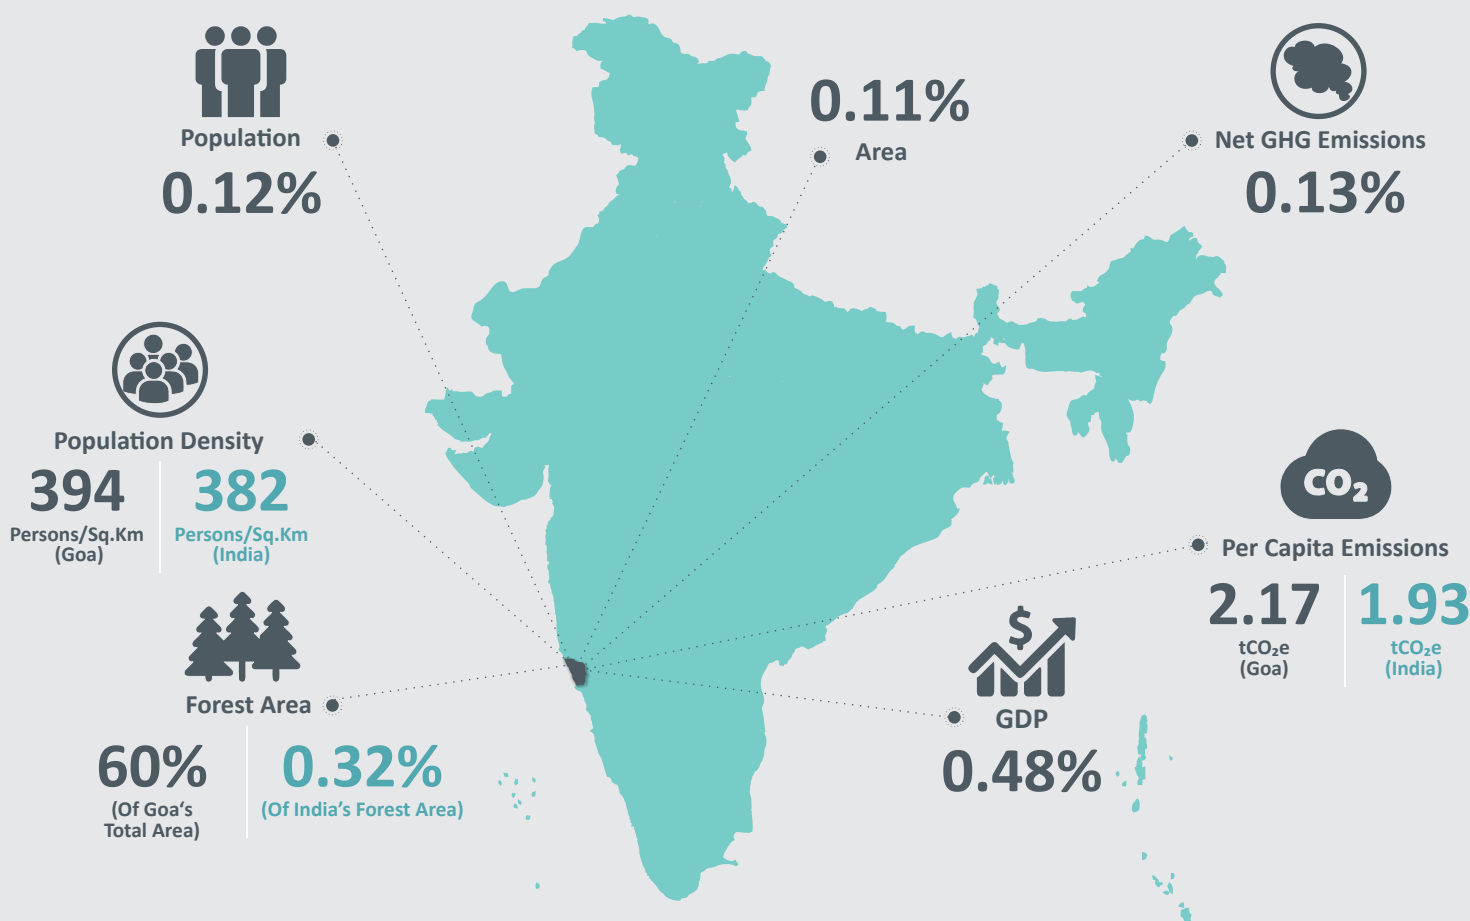 Population
0.12%
0.11%
Area
Net GHG Emissions
0.13%
Population Density
394
Persons/Sq.Km
(Goa)
382
Persons/Sq.Km
(India)
CO₂
Per Capita Emissions
2.17
tCO₂e
(Goa)
1.93
tCO₂e
(India)
Forest Area
60%
(Of Goa‘s
Total Area)
0.32%
(Of India’s Forest Area)
$
GDP
0.48%